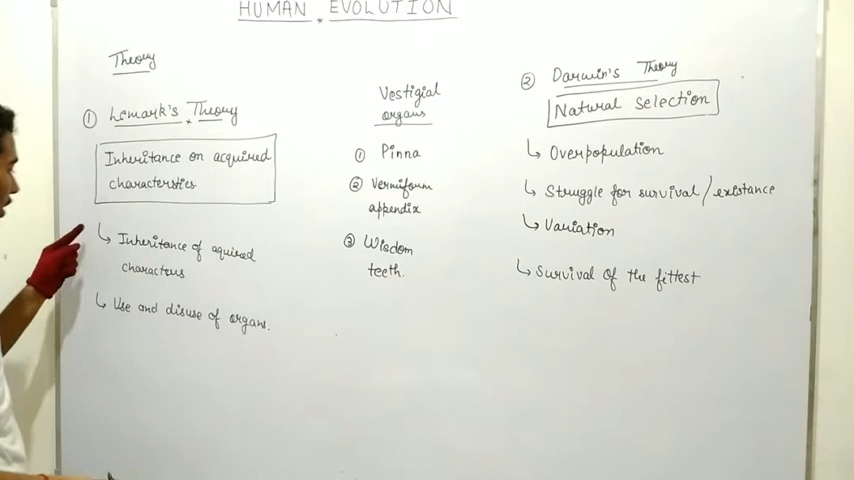 HUMAN EVOLUTION
Theory
① Lemark's Theory
Inheritance on acquired
characterstics
↳ Inheritance of aquired
characters
↳ Use and disuse of organs.
Vestigial
organs
① Pinna
② Vermiform
appendix
③ Wisdom
teeth.
② Darwin's Theory
Natural Selection
↳ Overpopulation
↳ Struggle for survival/existance
↳ Variation
↳ Survival of the fittest